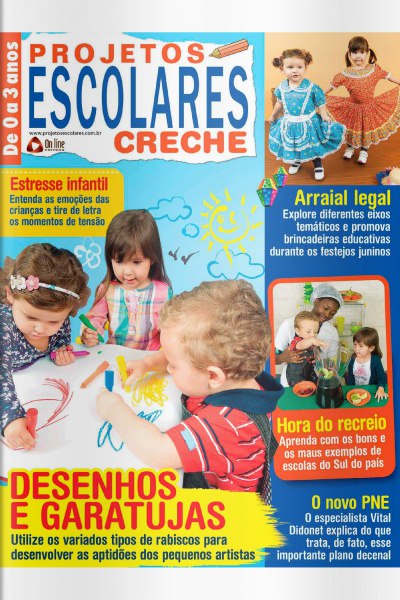 De 0 a 3 anos
PROJETOS
ESCOLARES
CRECHE
www.projetosescolares.com.br
On line
EDITORA
Estresse infantil
Entenda as emoções das
crianças e tire de letra
os momentos de tensão
Arraial legal
Explore diferentes eixos
temáticos e promova
brincadeiras educativas
durante os festejos juninos
Hora do recreio
Aprenda com os bons e
os maus exemplos de
escolas do Sul do país
DESENHOS
E GARATUJAS
Utilize os variados tipos de rabiscos para
desenvolver as aptidões dos pequenos artistas
O novo PNE
O especialista Vital
Didonet explica do que
trata, de fato, esse
importante plano decenal